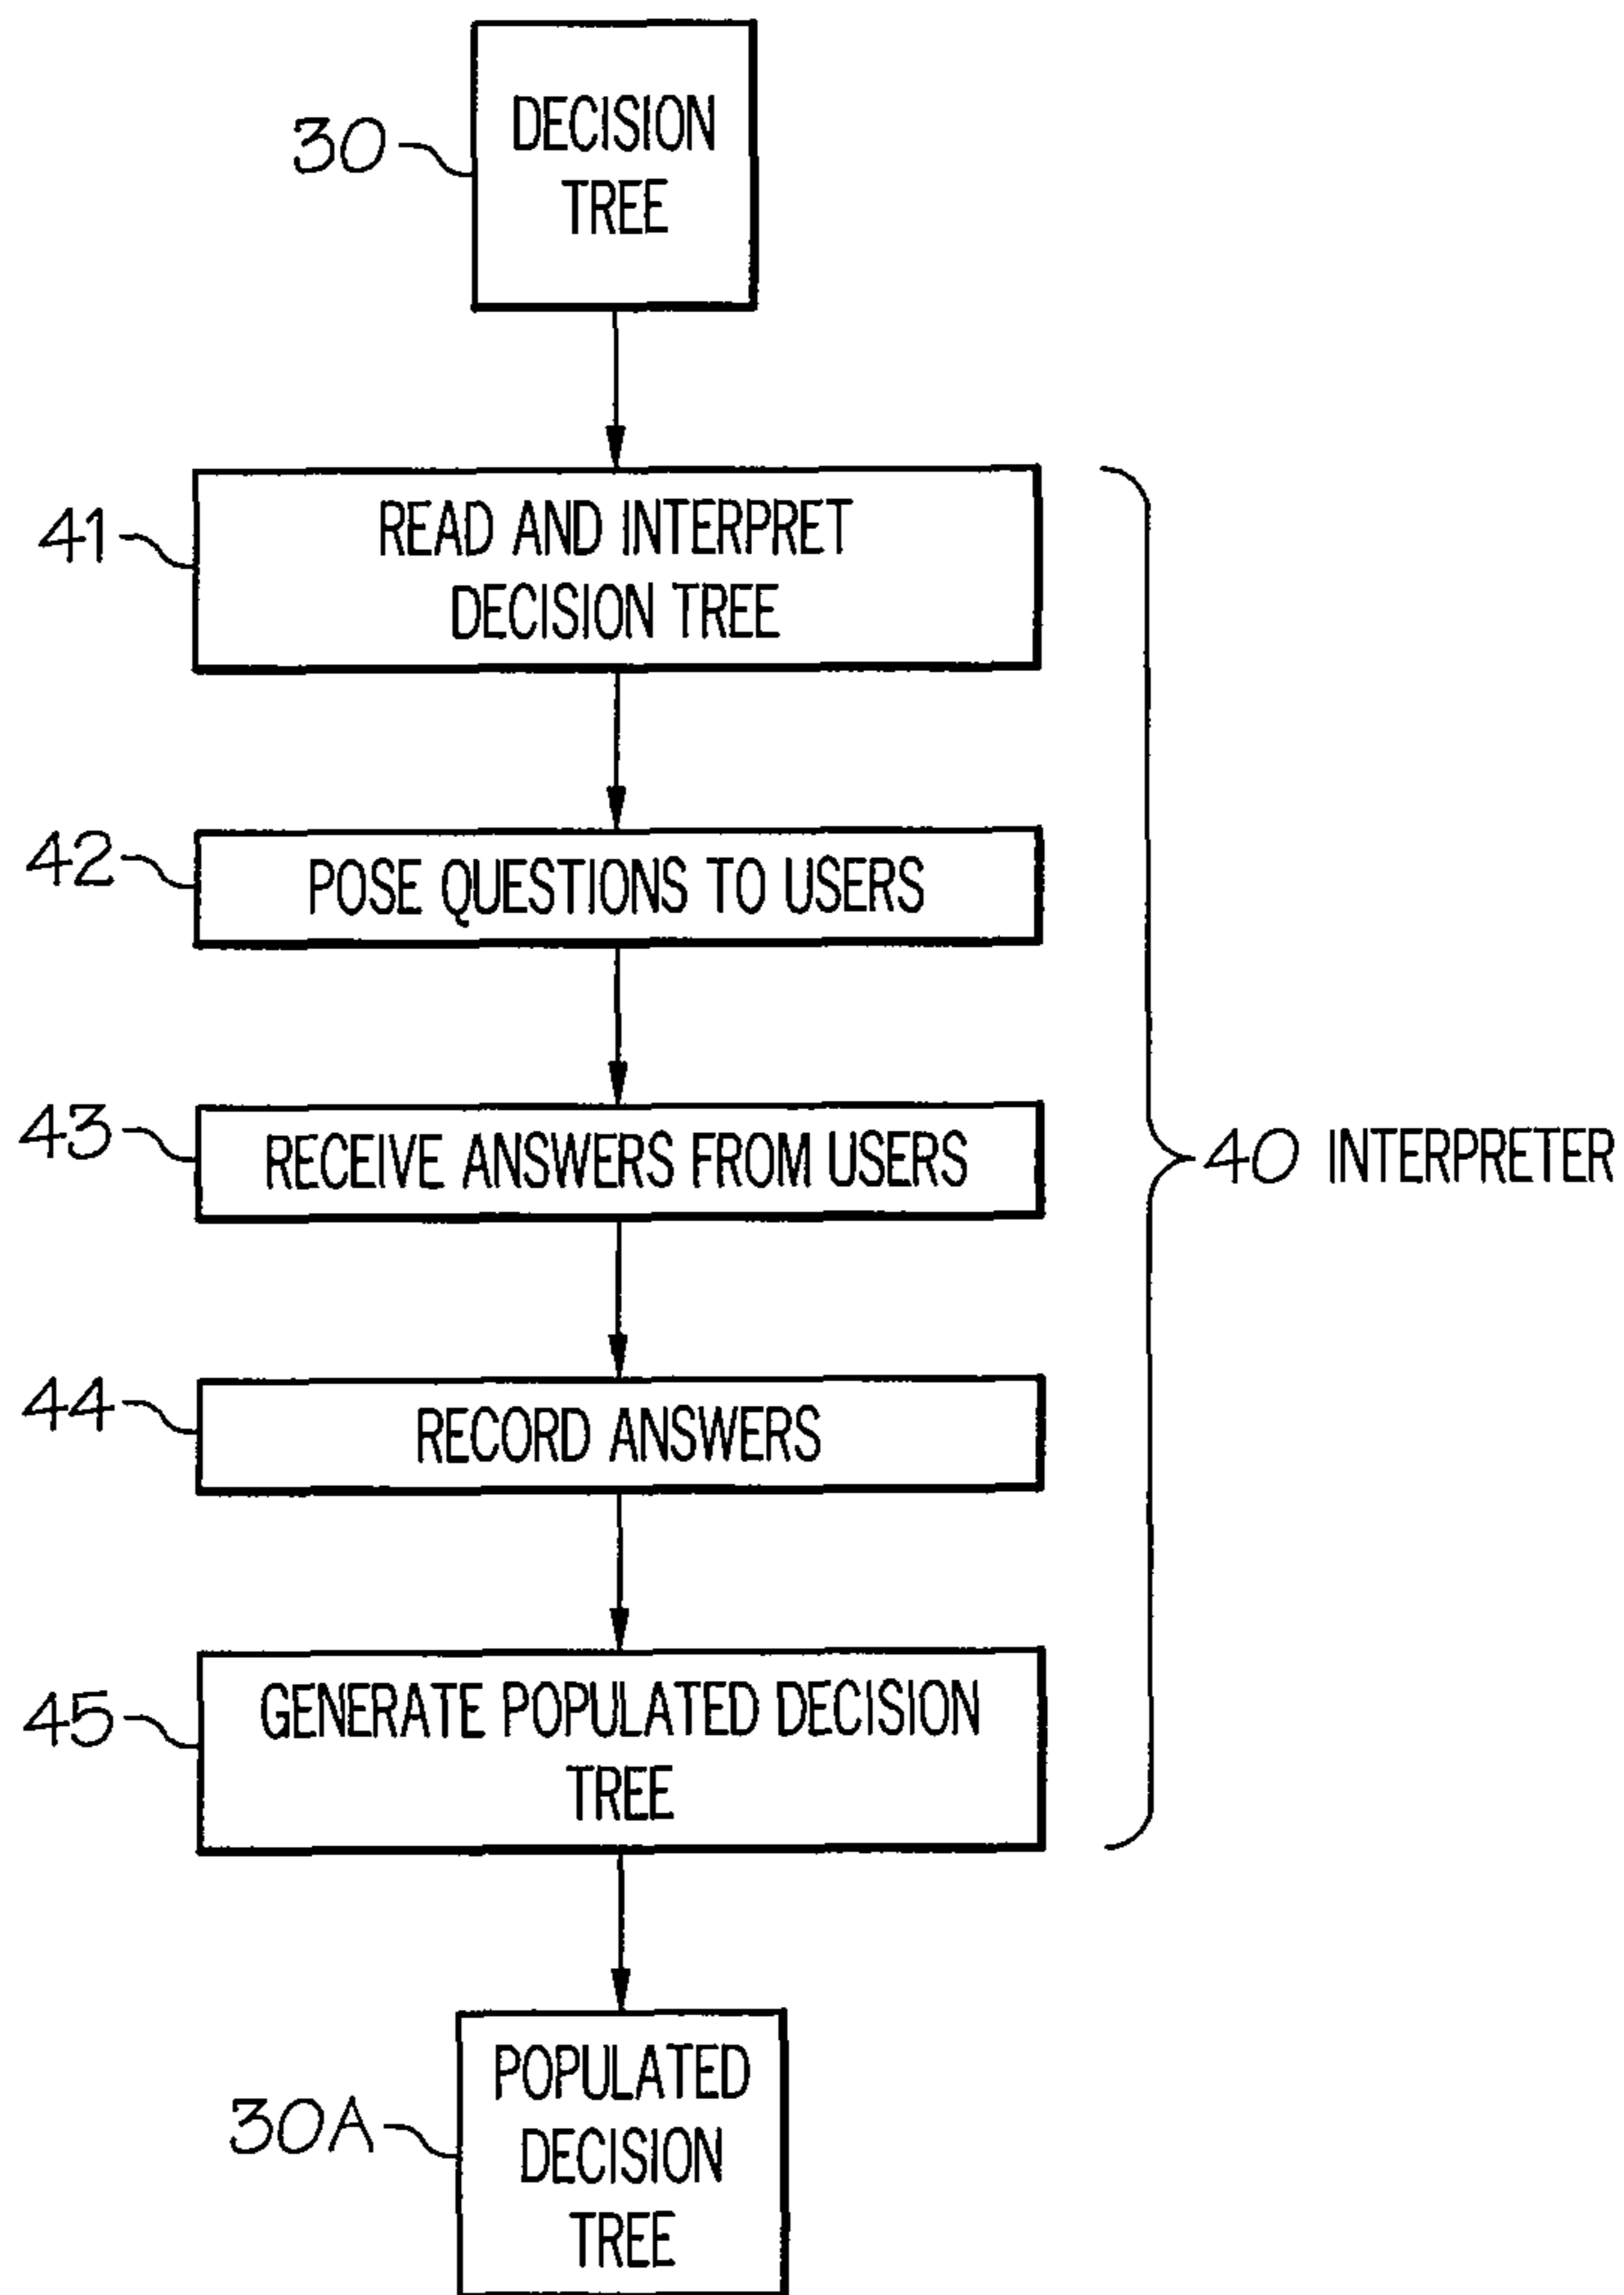 30
DECISION
TREE
41
READ AND INTERPRET
DECISION TREE
42
POSE QUESTIONS TO USERS
43
RECEIVE ANSWERS FROM USERS
40 INTERPRETER
44
RECORD ANSWERS
45
GENERATE POPULATED DECISION
TREE
30A
POPULATED
DECISION
TREE